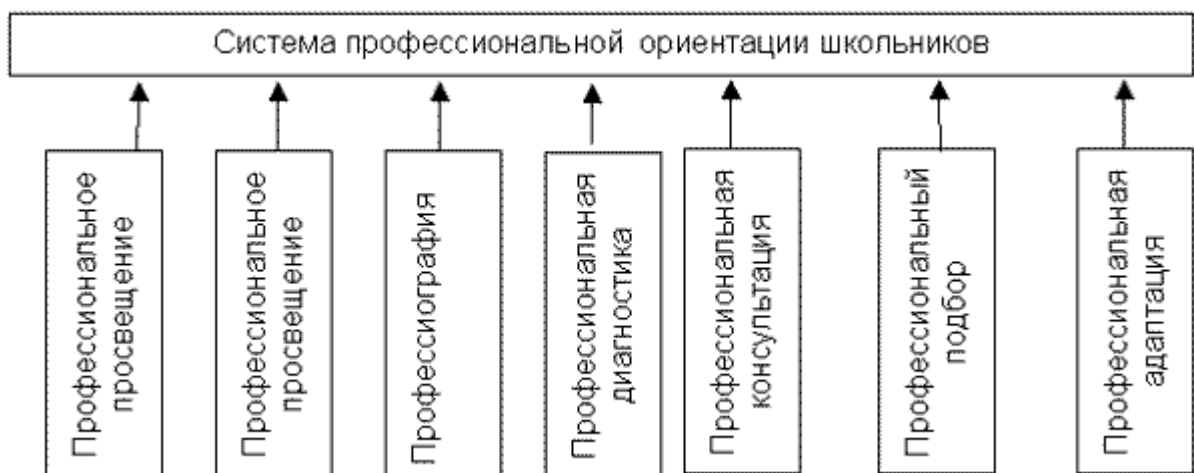 Система профессиональной ориентации школьников
Профессиональное
просвещение
Профессиональное
просвещение
Профессиография
Профессиональная
диагностика
Профессиональная
консультация
Профессиональный
подбор
Профессиональная
адаптация